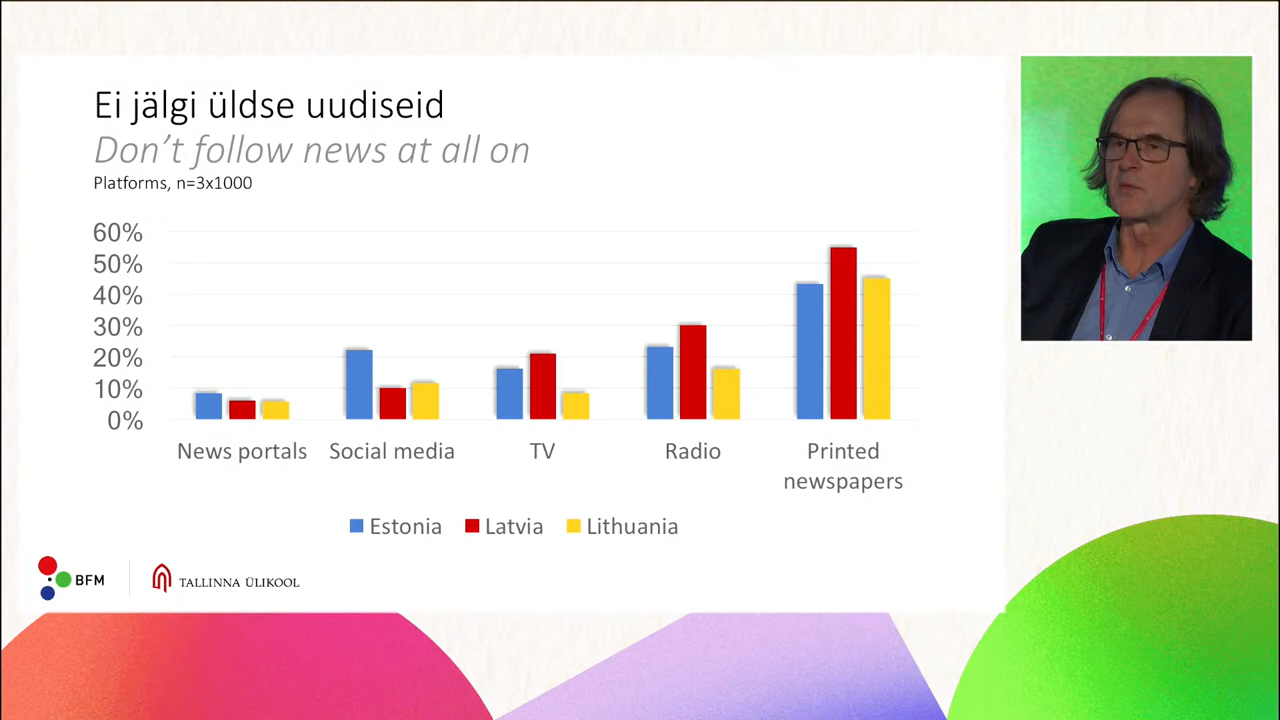 Ei jälgi üldse uudiseid
Don't follow news at all on
Platforms, n=3x1000
60%
50%
40%
30%
20%
10%
0%
News portals
Social media
TV
Radio
Printed
newspapers
Estonia
Latvia
Lithuania
BFM
TALLINNA ÜLIKOOL